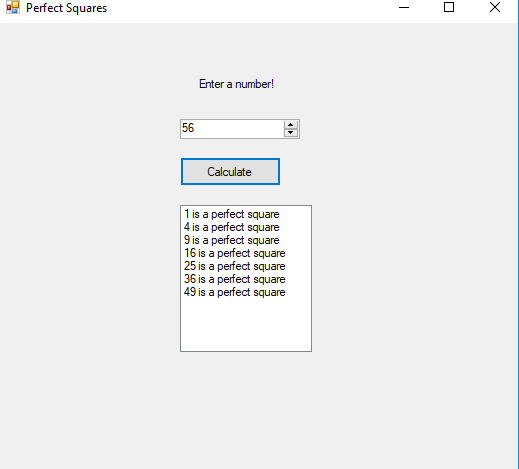 Perfect Squares
Enter a number!
56
Calculate
1 is a perfect square
4 is a perfect square
9 is a perfect square
16 is a perfect square
25 is a perfect square
36 is a perfect square
49 is a perfect square